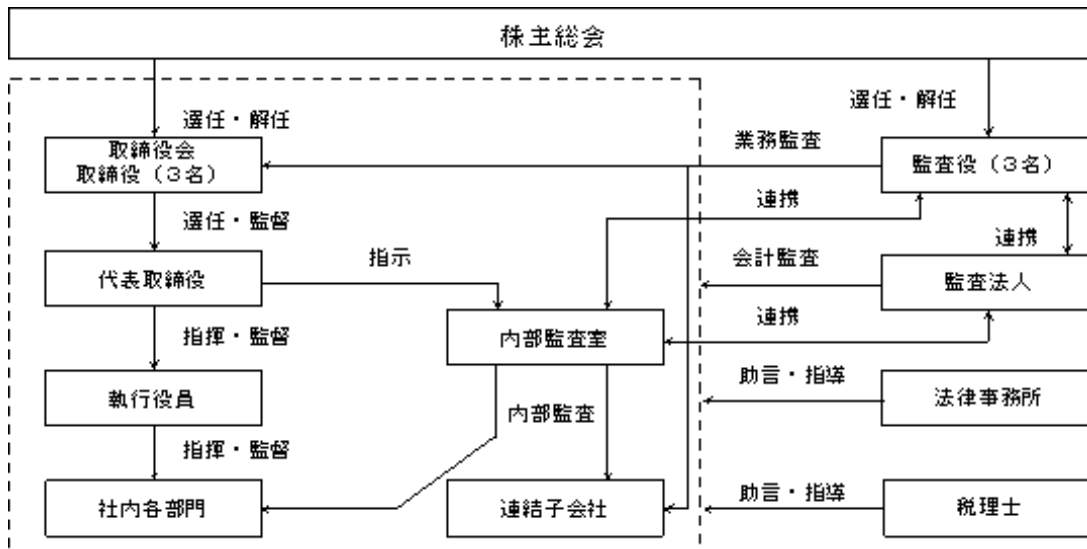 株主総会
選任・解任
選任・解任
取締役会
取締役（３名）
業務監査
監査役（３名）
選任・監督
連携
連携
代表取締役
指示
会計監査
監査法人
指揮・監督
内部監査室
連携
執行役員
内部監査
助言・指導
法律事務所
指揮・監督
社内各部門
連結子会社
助言・指導
税理士